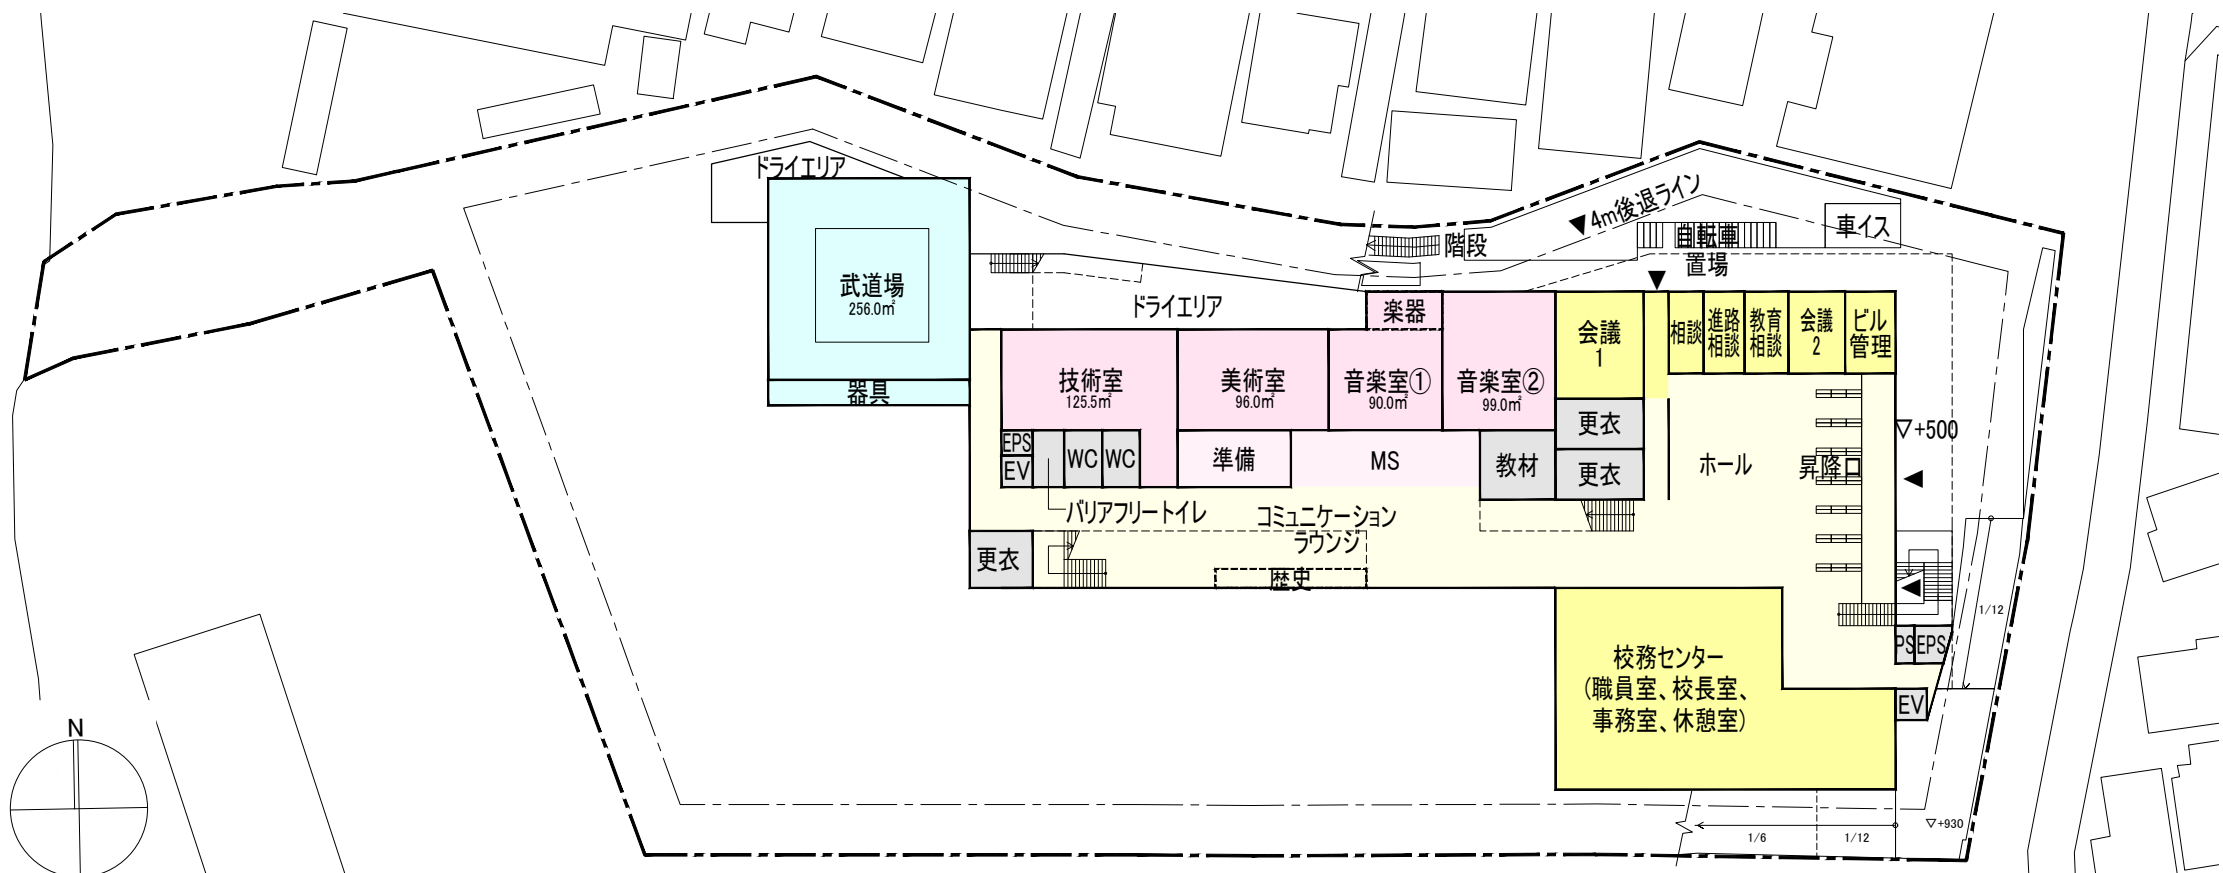 ドライエリア
▼4m後退ライン
車イス
自転車
置場
階段
武道場
256.0㎡
ドライエリア
楽器
会議
1
相談
進路
相談
教育
相談
会議
2
ビル
管理
器具
技術室
125.5㎡
美術室
96.0㎡
音楽室①
90.0㎡
音楽室②
99.0㎡
更衣
▽+500
EPS
EV
WC
WC
準備
MS
教材
更衣
ホール
昇降口
バリアフリートイレ
コミュニケーション
ラウンジ
更衣
歴史
1/12
PS
EPS
校務センター
(職員室、校長室、
事務室、休憩室)
EV
N
1/6
1/12
▽+930